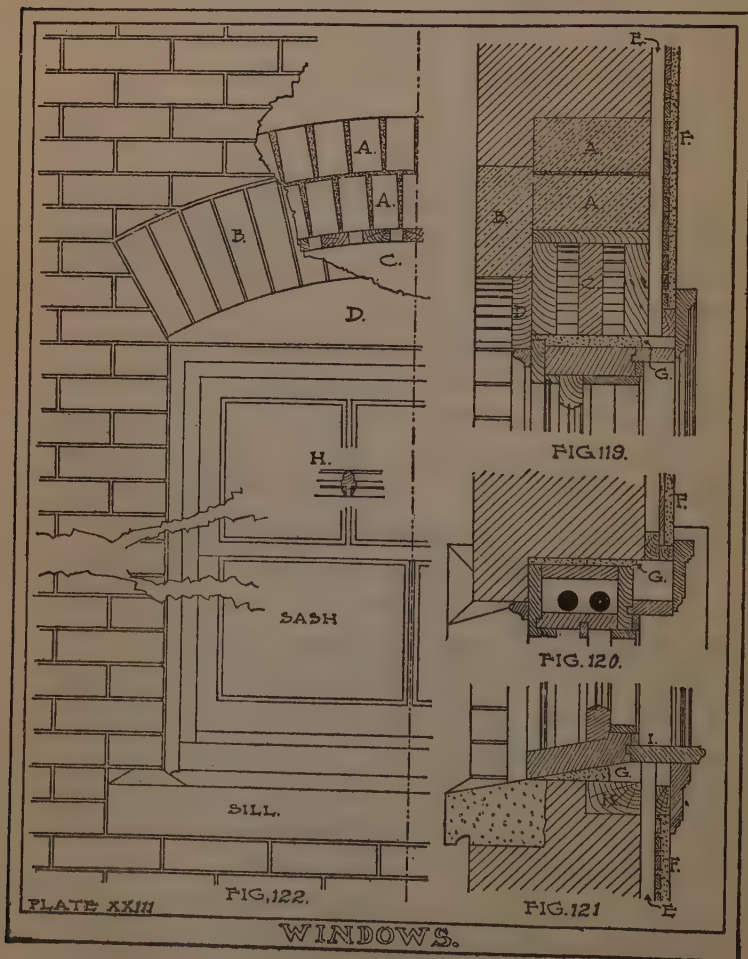 A.
A.
B.
C.
D.
H.
SASH
SILL.
FIG,122.
E.
F.
A.
A.
B.
C.
D.
G.
FIG.119.
F.
G.
FIG.120.
I.
G.
F.
E
FIG.121
PLATE XXIII
WINDOWS.